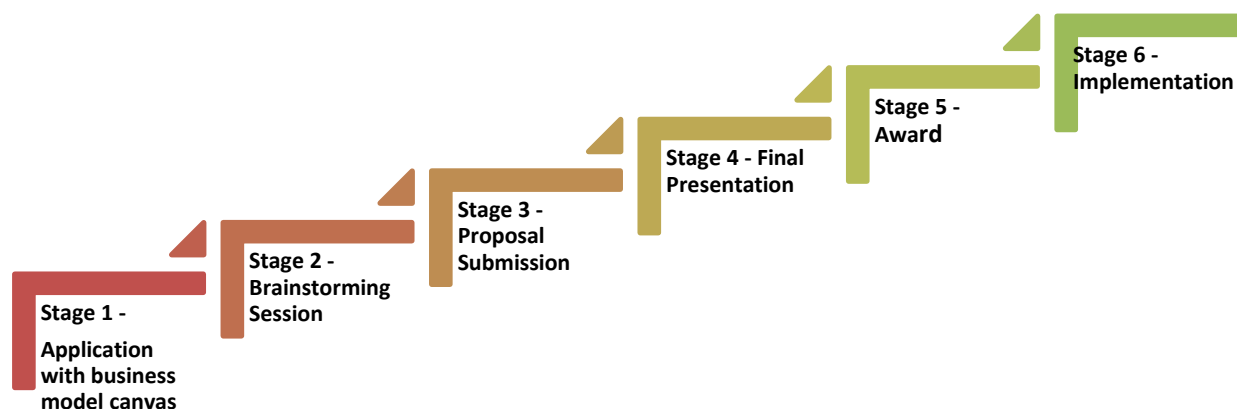 Stage 1 -
Application
with business
model canvas
Stage 2 -
Brainstorming
Session
Stage 3 -
Proposal
Submission
Stage 4 - Final
Presentation
Stage 5 -
Award
Stage 6 -
Implementation